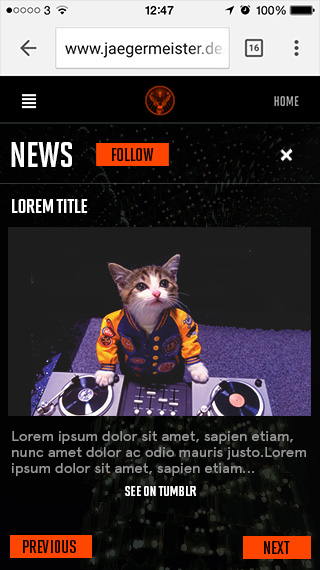 3
12:47
100%
www.jaegermeister.de
16
HOME
NEWS
FOLLOW
LOREM TITLE
Lorem ipsum dolor sit amet, sapien etiam,
nunc amet dolor ac odio mauris justo.Lorem
ipsum dolor sit amet, sapien etiam...
SEE ON TUMBLR
PREVIOUS
NEXT